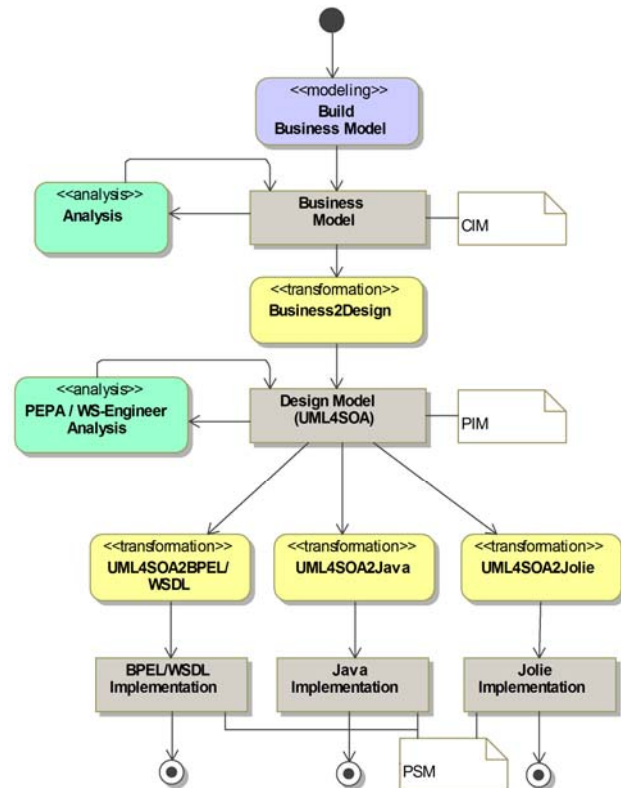 <<modeling>>
Build
Business Model
<<analysis>>
Analysis
Business
Model
CIM
<<transformation>>
Business2Design
<<analysis>>
PEPA / WS-Engineer
Analysis
Design Model
(UML4SOA)
PIM
<<transformation>>
UML4SOA2BPEL/
WSDL
<<transformation>>
UML4SOA2Java
<<transformation>>
UML4SOA2Jolie
BPEL/WSDL
Implementation
Java
Implementation
Jolie
Implementation
PSM